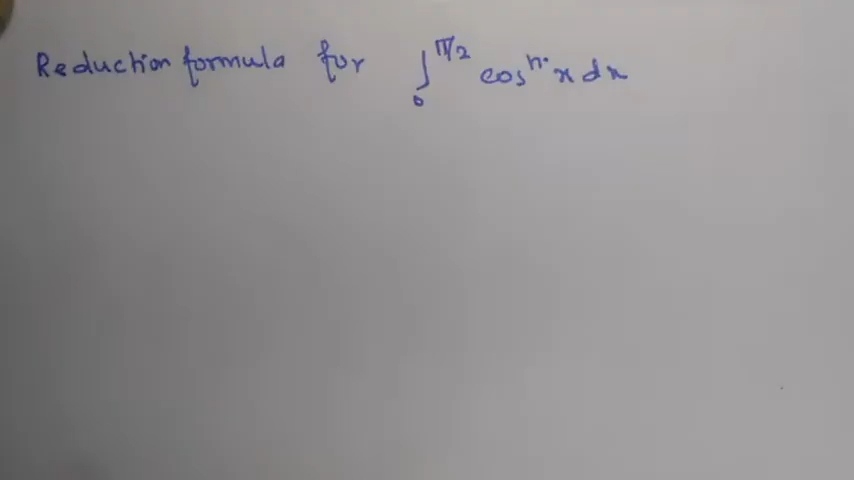 Reduction formula for ∫₀^π/2 cosⁿ x dx